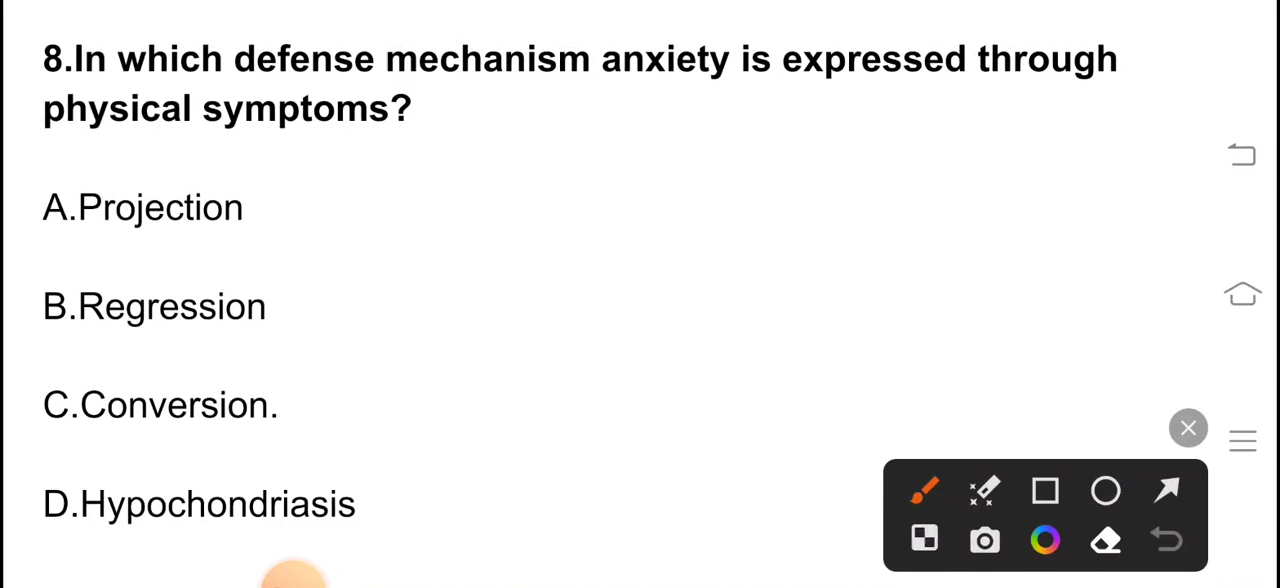 8.In which defense mechanism anxiety is expressed through
physical symptoms?
A.Projection
B.Regression
C.Conversion.
D.Hypochondriasis